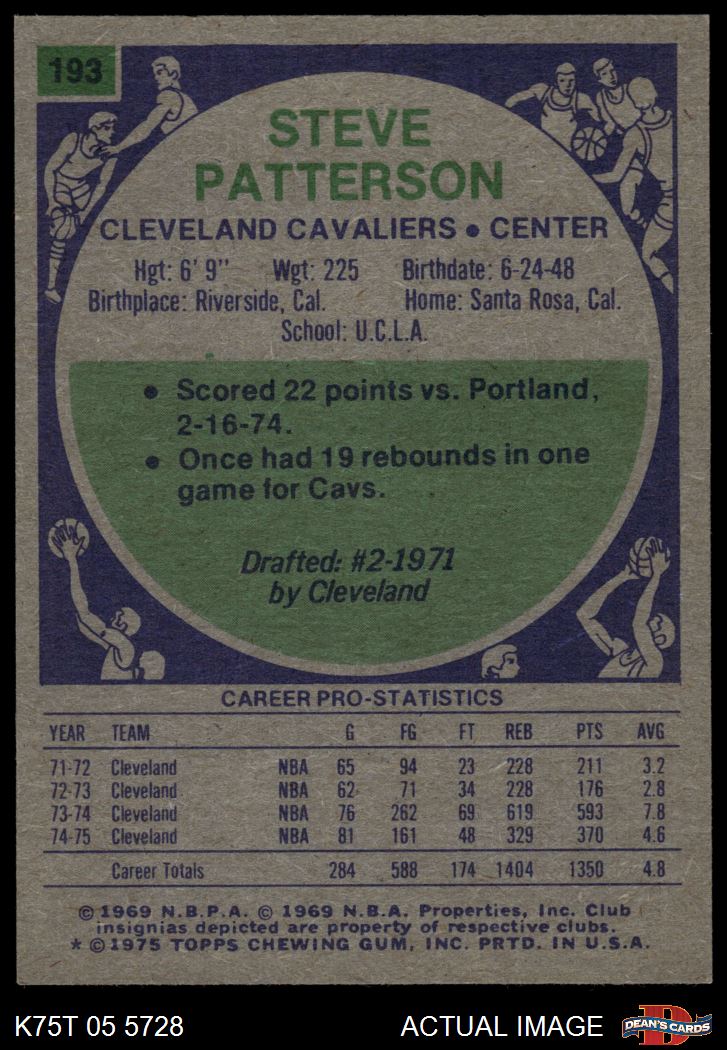 193
STEVE
PATTERSON
CLEVELAND CAVALIERS • CENTER
Hgt: 6' 9" Wgt: 225 Birthdate: 6-24-48
Birthplace: Riverside, Cal. Home: Santa Rosa, Cal.
School: U.C.L.A.
• Scored 22 points vs. Portland,
2-16-74.
• Once had 19 rebounds in one
game for Cavs.
Drafted: #2-1971
by Cleveland
CAREER PRO-STATISTICS
YEAR TEAM G FG FT REB PTS AVG
71-72 Cleveland NBA 65 94 23 228 211 3.2
72-73 Cleveland NBA 62 71 34 228 176 2.8
73-74 Cleveland NBA 76 262 69 619 593 7.8
74-75 Cleveland NBA 81 161 48 329 370 4.6
Career Totals 284 588 174 1404 1350 4.8
© 1969 N.B.P.A. © 1969 N.B.A. Properties, Inc. Club
insignias depicted are property of respective clubs.
* © 1975 TOPPS CHEWING GUM, INC. PRTD. IN U.S.A.
K75T 05 5728 ACTUAL IMAGE D DEAN'S CARDS